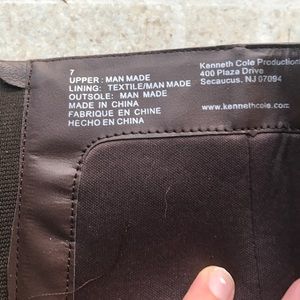 7
UPPER: MAN MADE
LINING: TEXTILE/MAN MADE
OUTSOLE: MAN MADE
MADE IN CHINA
FABRIQUE EN CHINE
HECHO EN CHINA
Kenneth Cole Production
400 Plaza Drive
Secaucus, NJ 07094
www.kennethcole.com